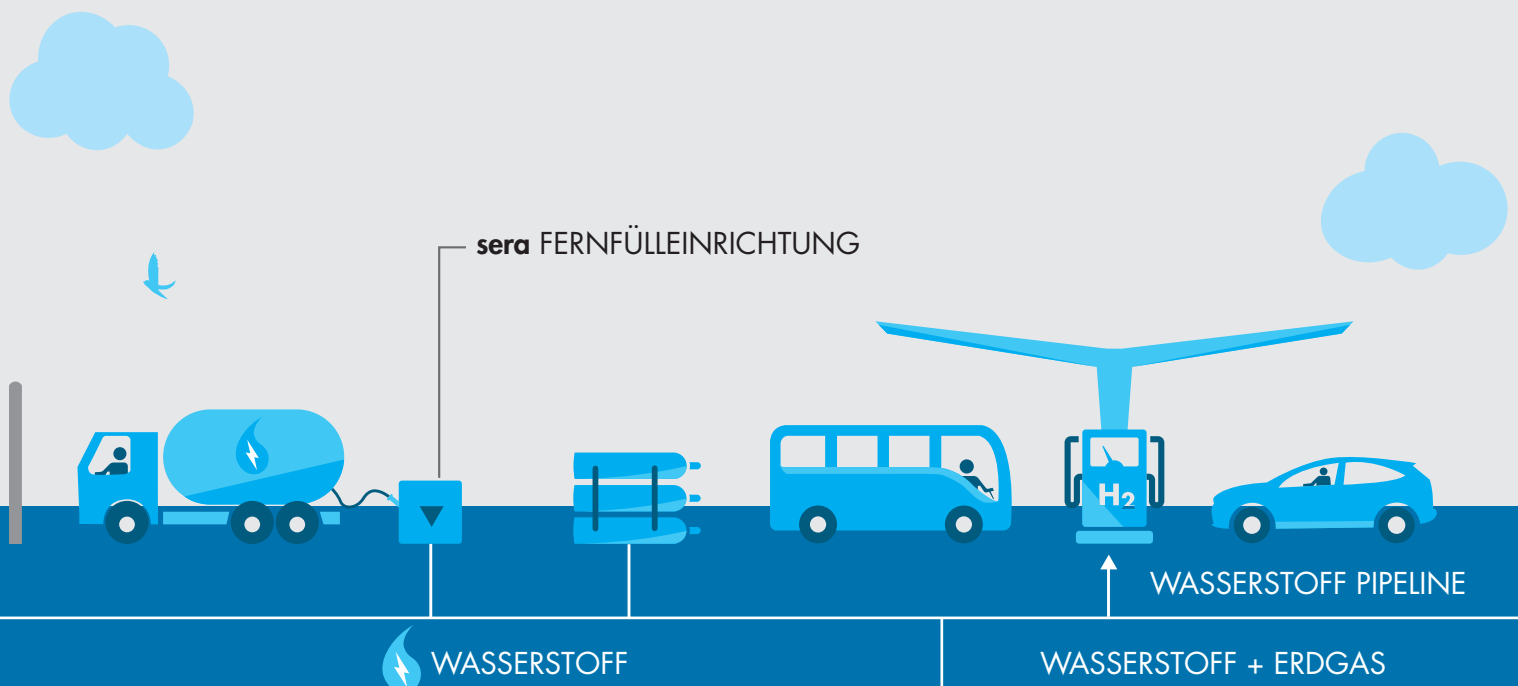 sera FERNFÜLLEINRICHTUNG
H2
WASSERSTOFF PIPELINE
WASSERSTOFF
WASSERSTOFF + ERDGAS